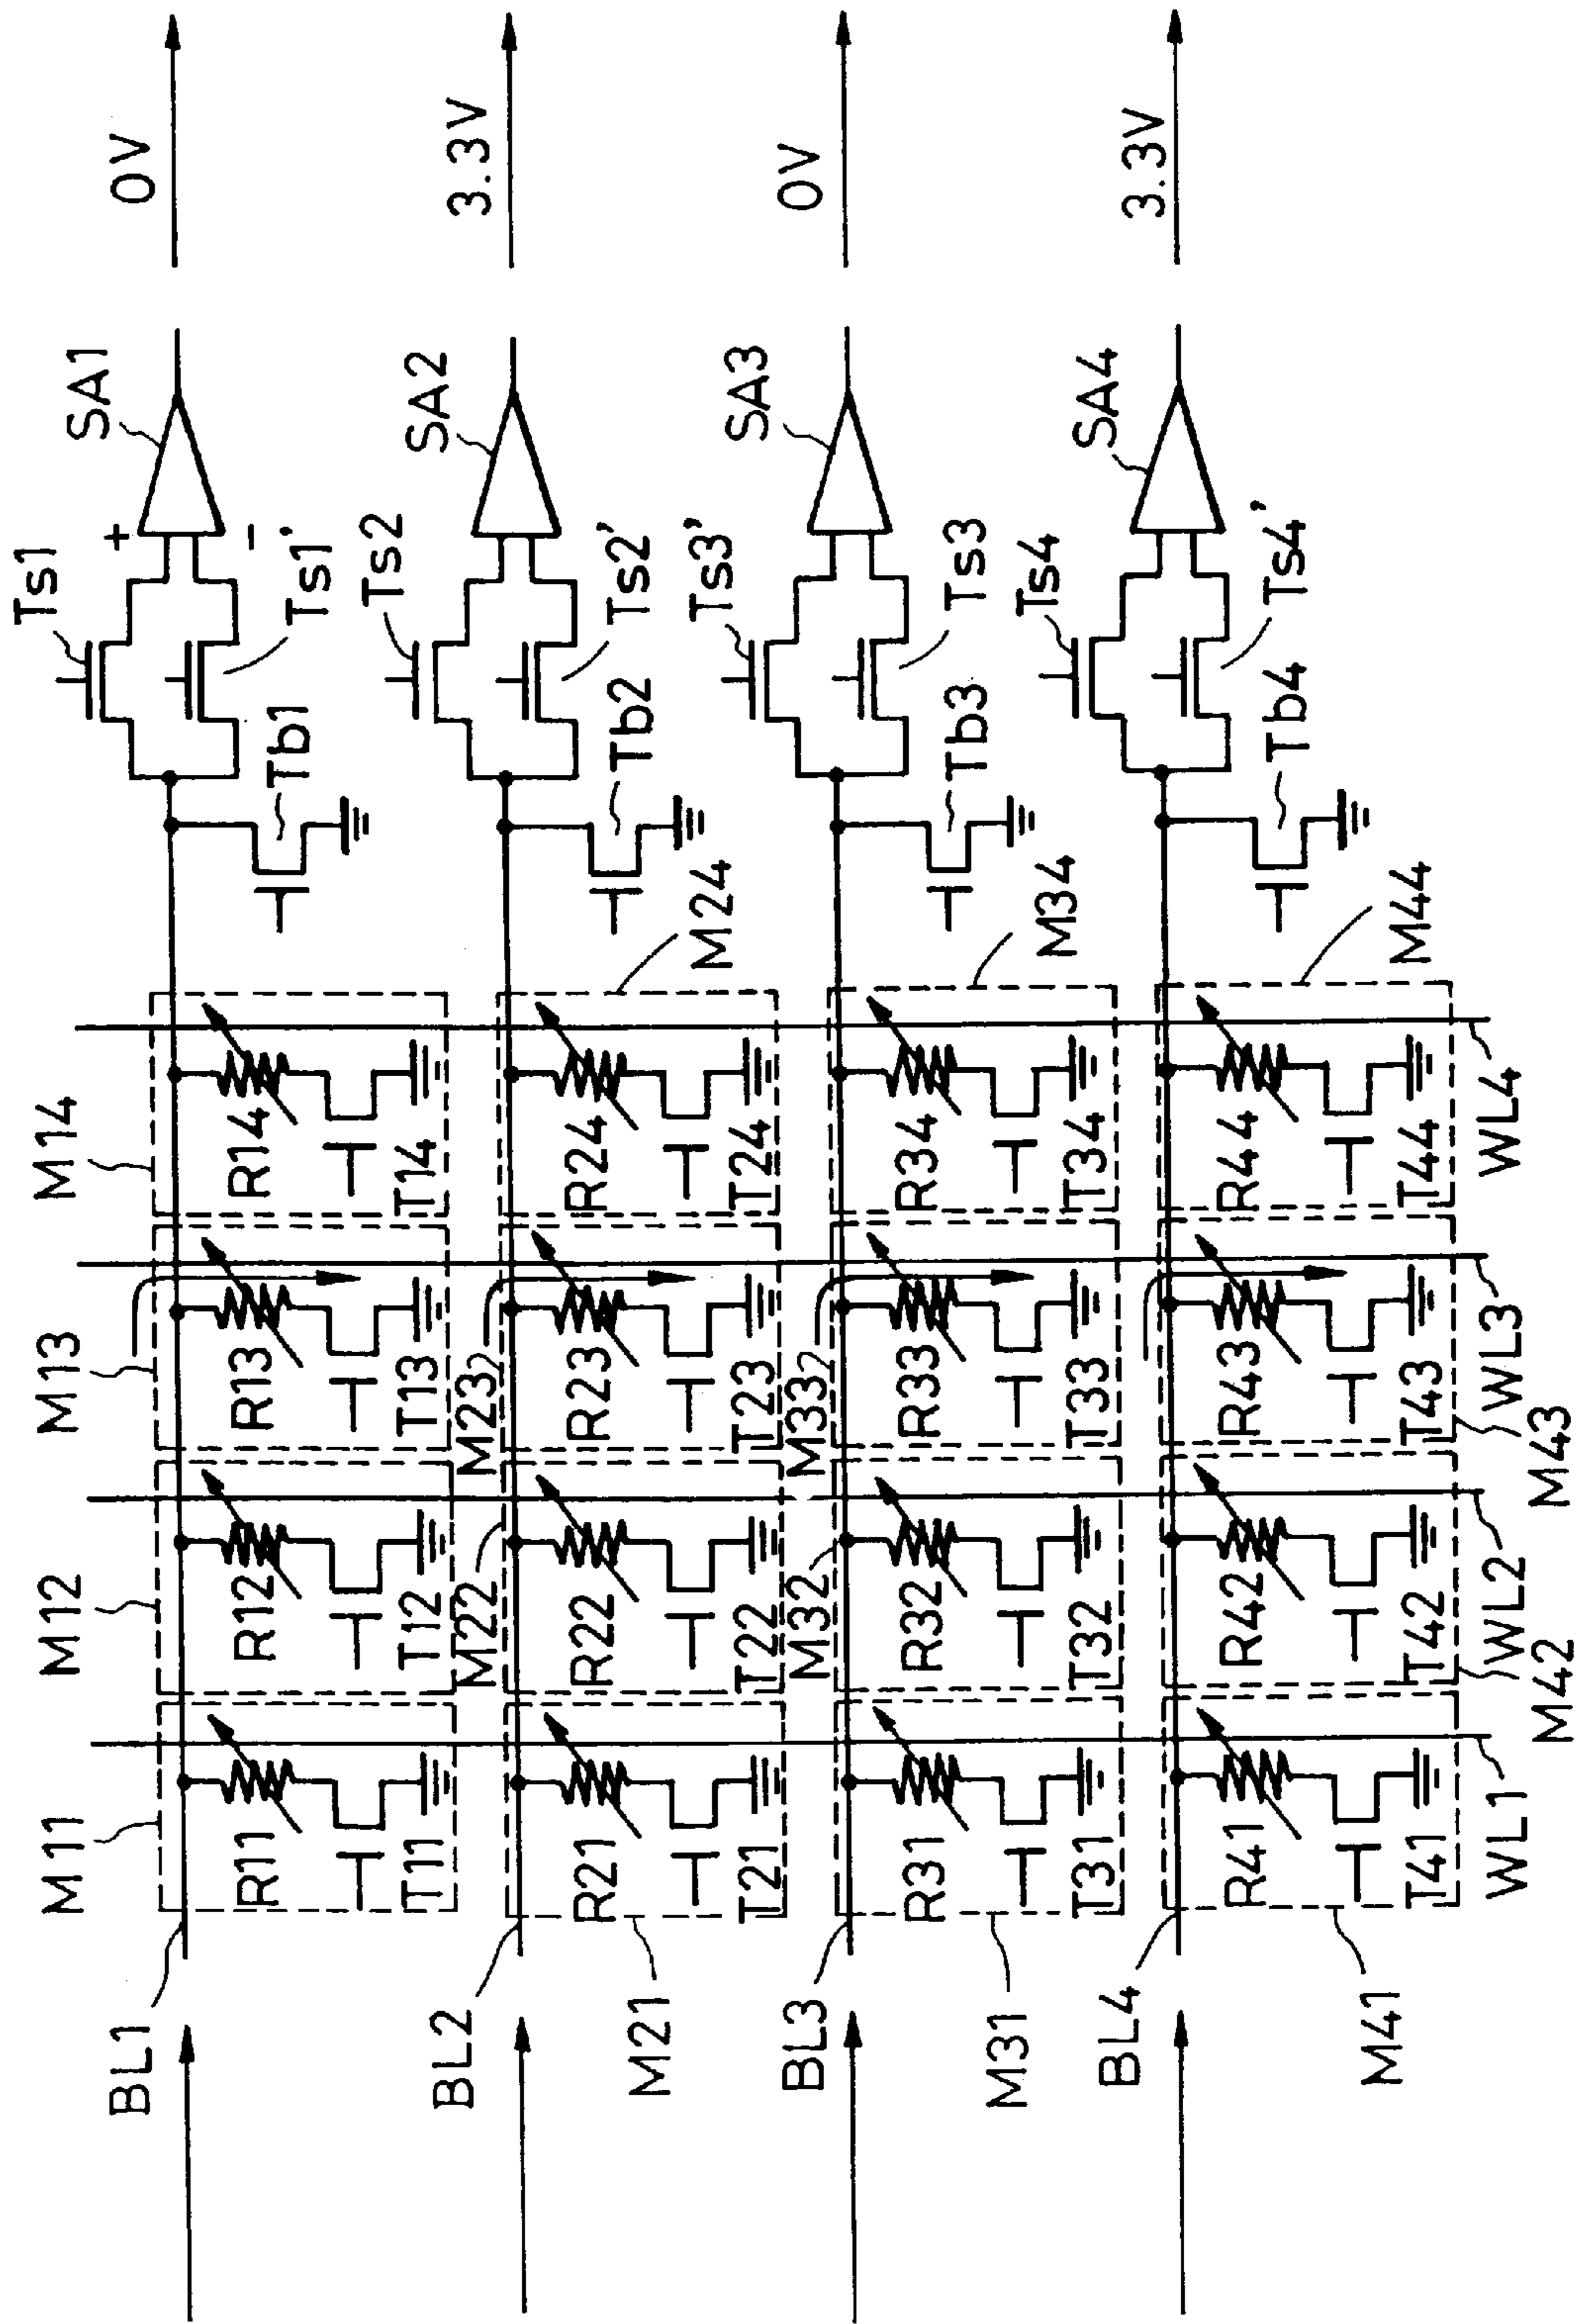 0V
3.3V
0V
3.3V
SA1
SA2
SA3
SA4
+
-
Ts1
Ts1'
Ts2
Ts2'
Ts3'
Ts3
Ts4
Ts4'
Tb1
Tb2
Tb3
Tb4
M24
M34
M44
M14
R14
T14
R24
T24
R34
T34
R44
T44
WL4
M13
R13
T13
M23
R23
T23
M33
R33
T33
R43
T43
WL3
M43
M12
R12
T12
M22
R22
T22
M32
R32
T32
R42
T42
WL2
M42
M11
R11
T11
R21
T21
R31
T31
R41
T41
WL1
BL1
BL2
M21
BL3
M31
BL4
M41